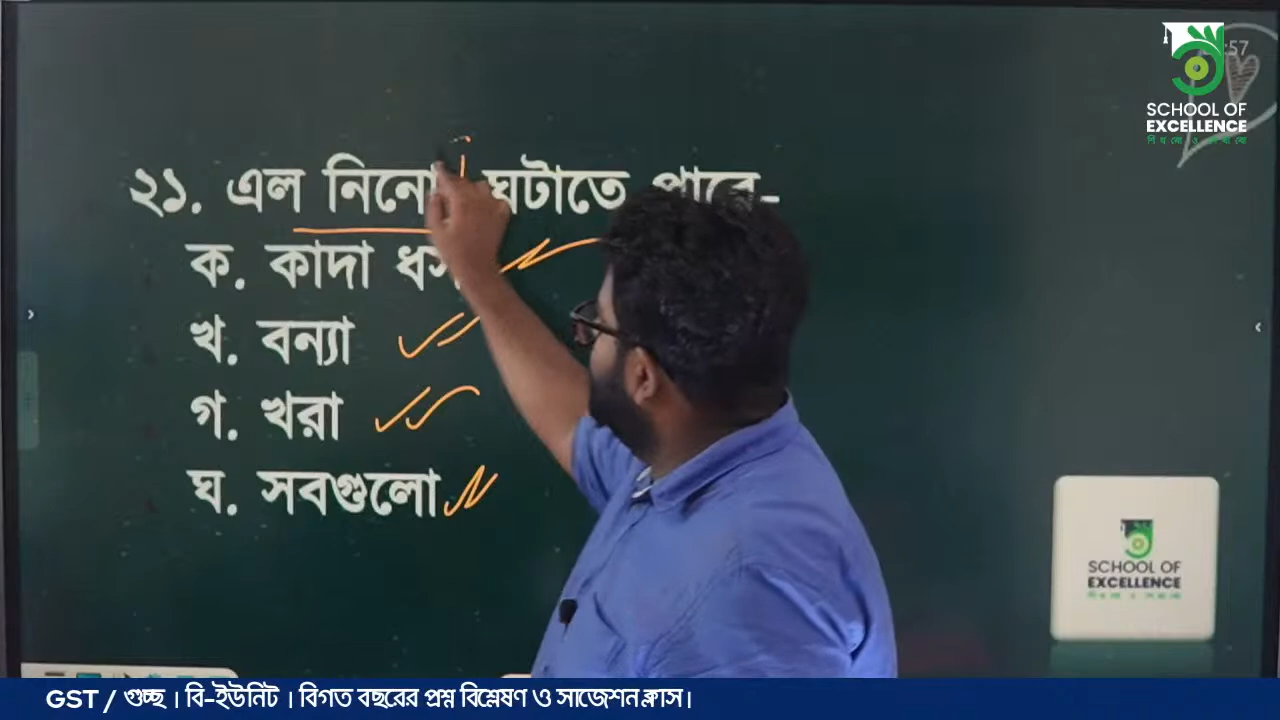 :57
SCHOOL OF
EXCELLENCE
২১. এল নিনো ঘটাতে পারে-
ক. কাদা ধস
খ. বন্যা
গ. খরা
ঘ. সবগুলো
SCHOOL OF
EXCELLENCE
GST / গুচ্ছ । বি-ইউনিট । বিগত বছরের প্রশ্ন বিশ্লেষণ ও সাজেশন ক্লাস।